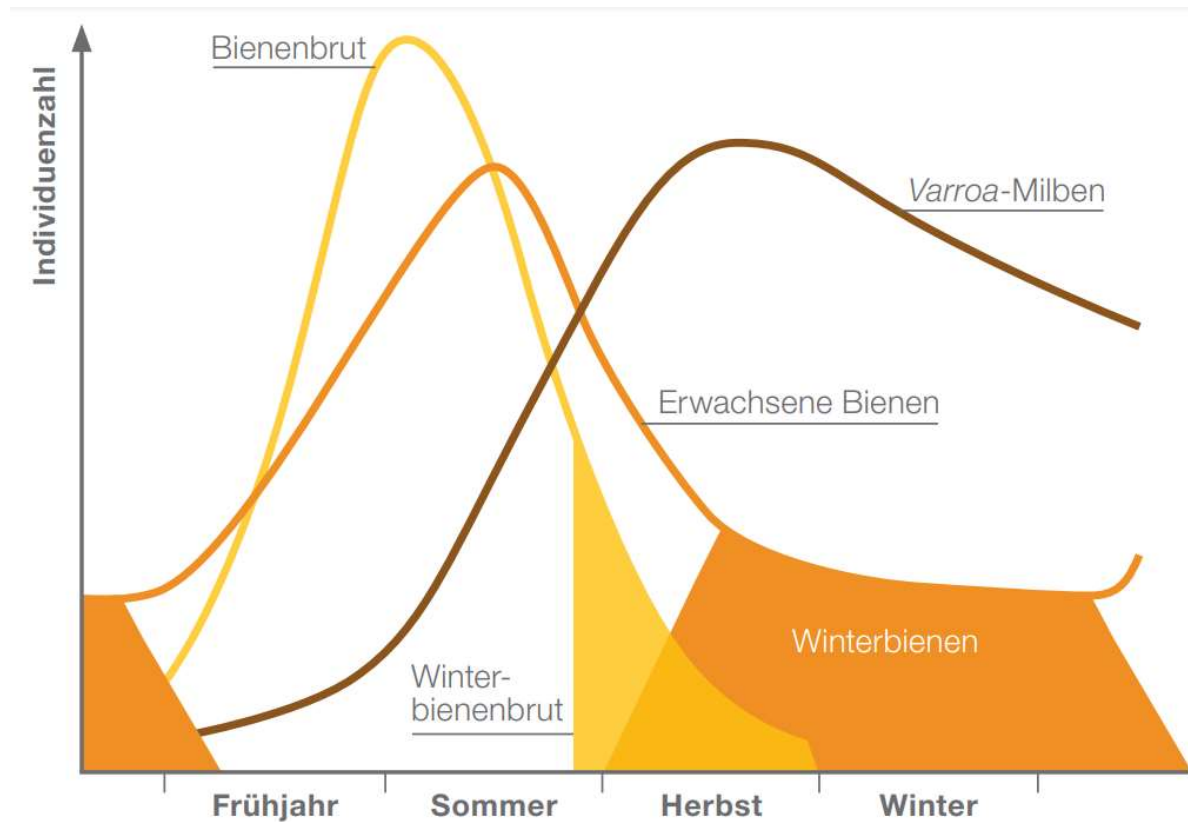 Bienenbrut
Individuenzahl
Varroa-Milben
Erwachsene Bienen
Winterbienen
Winter-
bienenbrut
Frühjahr Sommer Herbst Winter